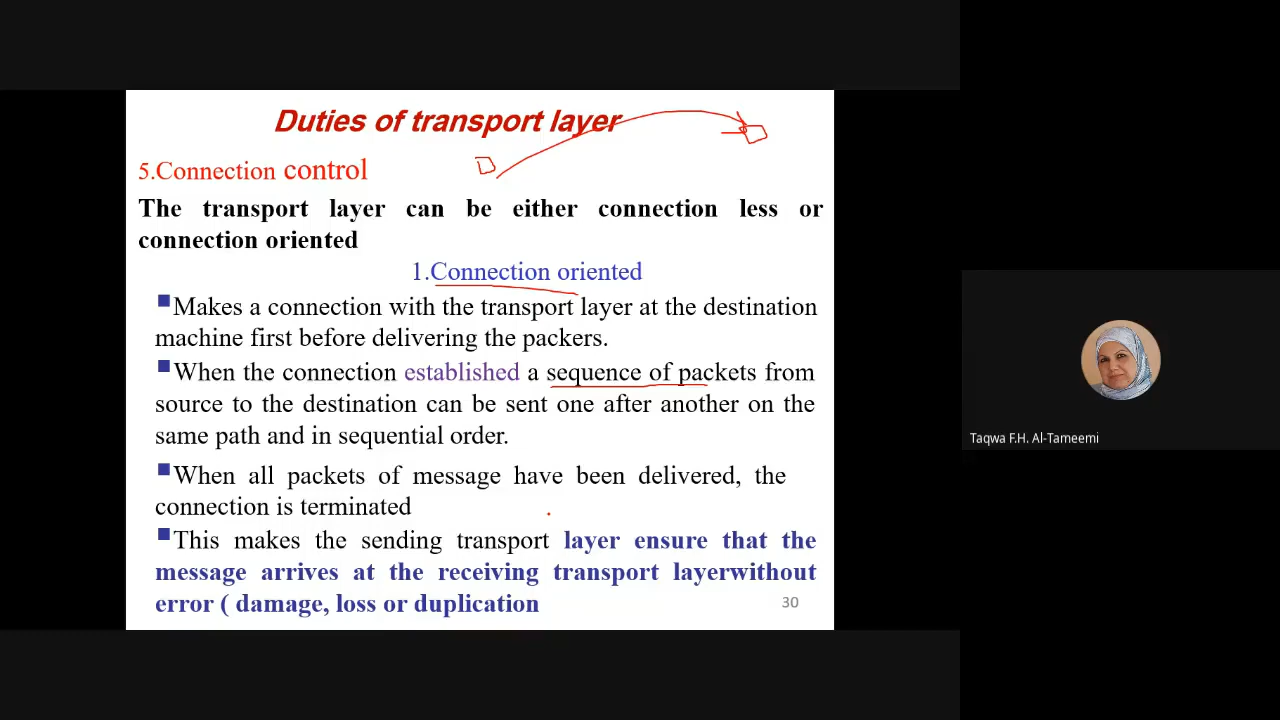 Duties of transport layer
5.Connection control
The transport layer can be either connection less or
connection oriented
1.Connection oriented
Makes a connection with the transport layer at the destination
machine first before delivering the packers.
When the connection established a sequence of packets from
source to the destination can be sent one after another on the
same path and in sequential order.
When all packets of message have been delivered, the
connection is terminated
This makes the sending transport layer ensure that the
message arrives at the receiving transport layerwithout
error ( damage, loss or duplication
30
Taqwa F.H. Al-Tameemi